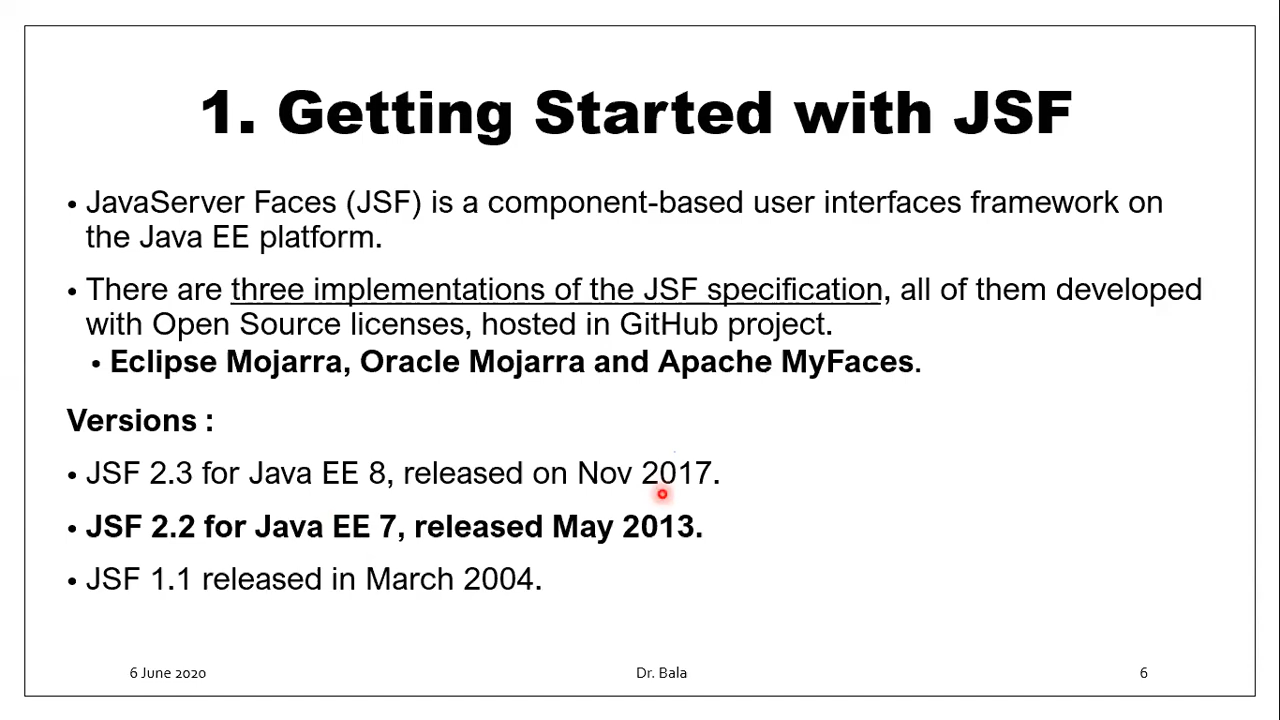 1. Getting Started with JSF
• JavaServer Faces (JSF) is a component-based user interfaces framework on
the Java EE platform.
• There are three implementations of the JSF specification, all of them developed
with Open Source licenses, hosted in GitHub project.
• Eclipse Mojarra, Oracle Mojarra and Apache MyFaces.
Versions :
• JSF 2.3 for Java EE 8, released on Nov 2017.
• JSF 2.2 for Java EE 7, released May 2013.
• JSF 1.1 released in March 2004.
6 June 2020 Dr. Bala 6